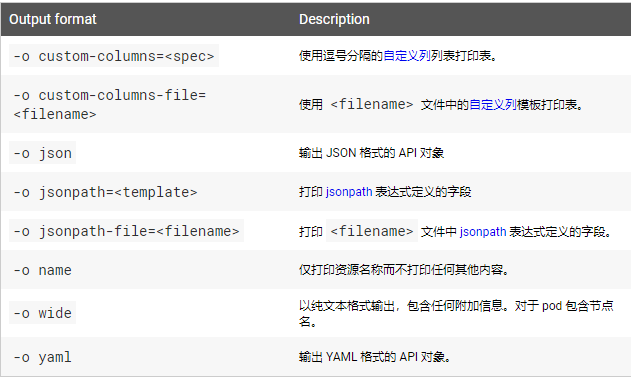 Output format Description
-o custom-columns=<spec> 使用逗号分隔的自定义列列表打印表。
-o custom-columns-file=
<filename> 使用 <filename> 文件中的自定义列模板打印表。
-o json 输出 JSON 格式的 API 对象
-o jsonpath=<template> 打印 jsonpath 表达式定义的字段
-o jsonpath-file=<filename> 打印 <filename> 文件中 jsonpath 表达式定义的字段。
-o name 仅打印资源名称而不打印任何其他内容。
-o wide 以纯文本格式输出，包含任何附加信息。对于 pod 包含节点
名。
-o yaml 输出 YAML 格式的 API 对象。